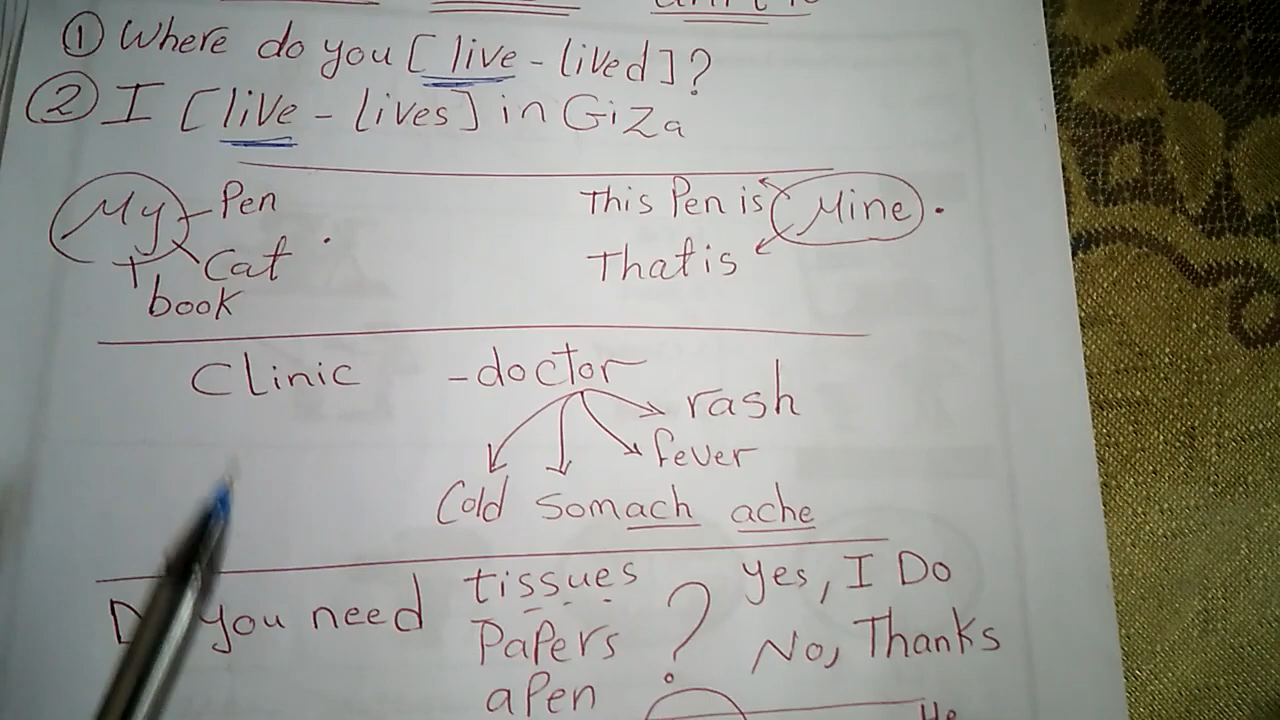 ① Where do you [live - lived]?
② I [live - lives] in Giza
My Pen
Cat
book
This Pen is Mine.
That is
Clinic - doctor
rash
fever
Cold somach ache
you need tissues ? yes, I Do
Papers No, Thanks
a Pen
He